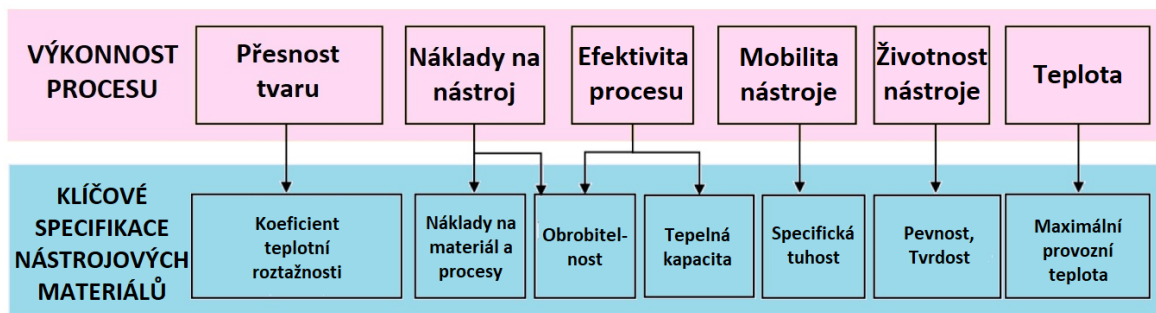 VÝKONNOST
PROCESU
Přesnost
tvaru
Náklady na
nástroj
Efektivita
procesu
Mobilita
nástroje
Životnost
nástroje
Teplota
KLÍČOVÉ
SPECIFIKACE
NÁSTROJOVÝCH
MATERIÁLŮ
Koeficient
teplotní
roztažnosti
Náklady na
materiál a
procesy
Obrobitel-
nost
Tepelná
kapacita
Specifická
tuhost
Pevnost,
Tvrdost
Maximální
provozní
teplota